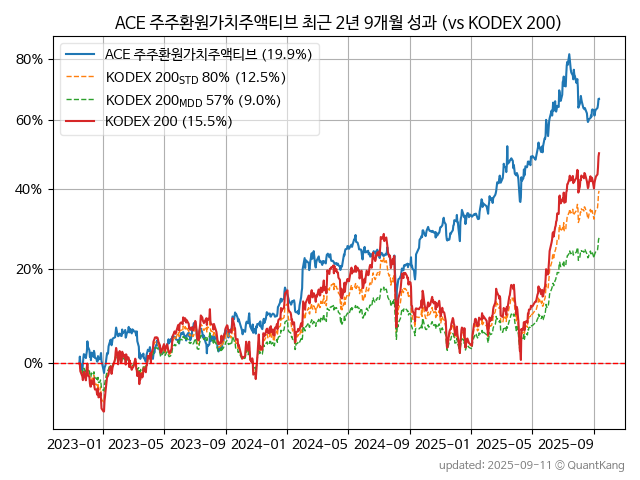 ACE 주주환원가치주액티브 최근 2년 9개월 성과 (vs KODEX 200)
ACE 주주환원가치주액티브 (19.9%)
KODEX 200STD 80% (12.5%)
KODEX 200MDD 57% (9.0%)
KODEX 200 (15.5%)
80%
60%
40%
20%
0%
2023-01 2023-05 2023-09 2024-01 2024-05 2024-09 2025-01 2025-05 2025-09
updated: 2025-09-11 © QuantKang